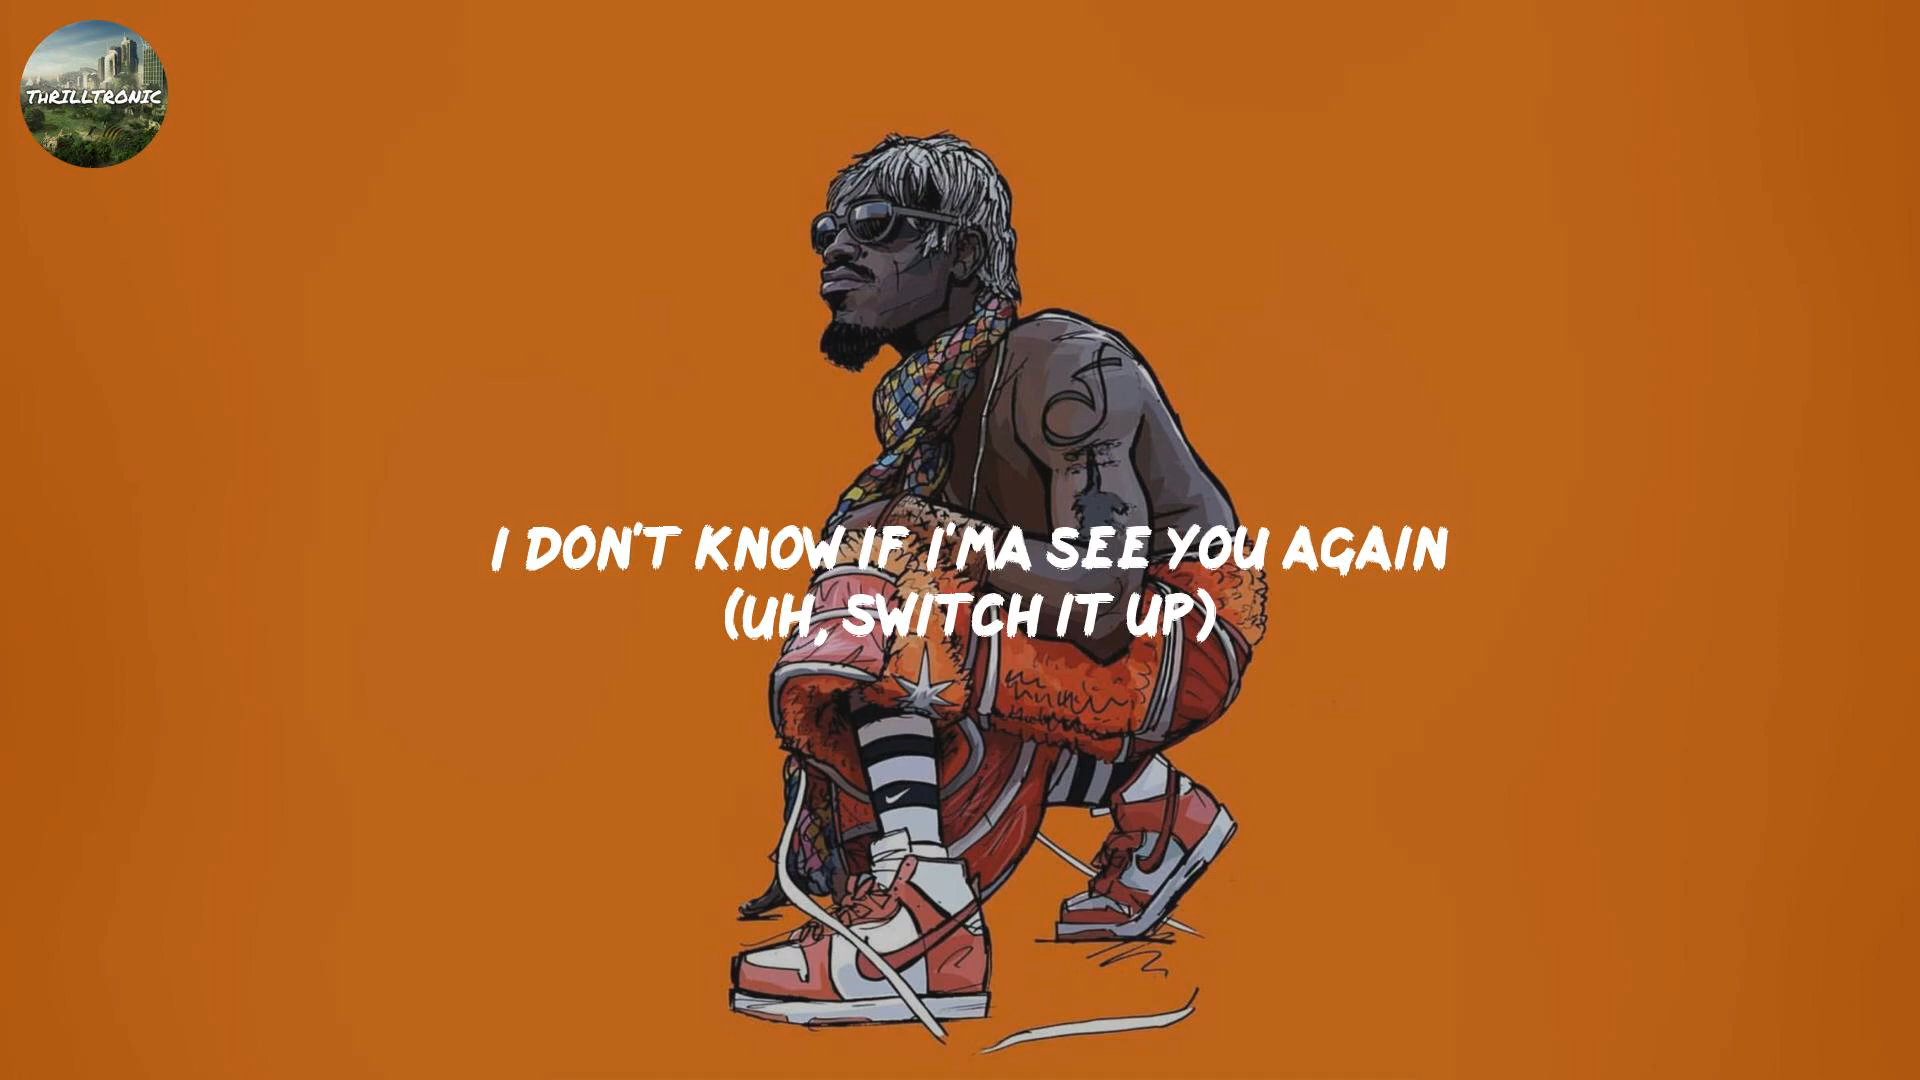 THRILLTRONIC
I DON'T KNOW IF I'MA SEE YOU AGAIN
(UH, SWITCH IT UP)